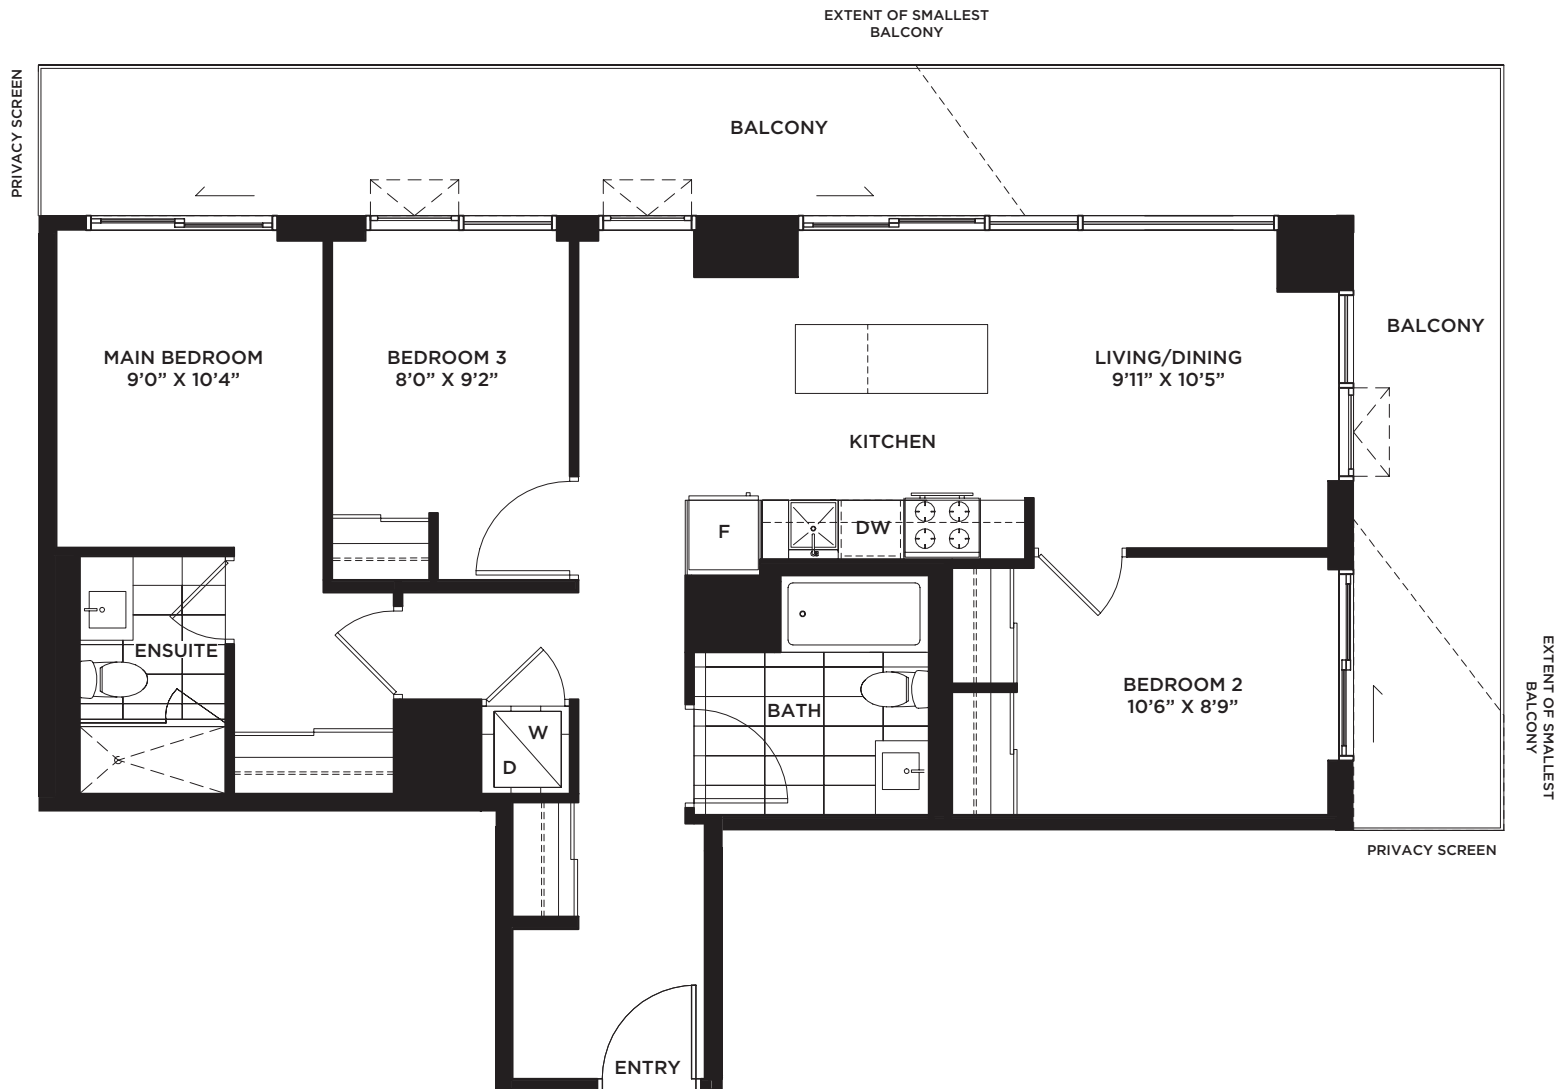 EXTENT OF SMALLEST
BALCONY
PRIVACY SCREEN
BALCONY
BALCONY
MAIN BEDROOM
9'0” X 10'4”
BEDROOM 3
8'0” X 9'2”
LIVING/DINING
9'11” X 10'5”
KITCHEN
F
DW
ENSUITE
BEDROOM 2
10'6” X 8'9”
BATH
W
D
EXTENT OF SMALLEST
BALCONY
PRIVACY SCREEN
ENTRY